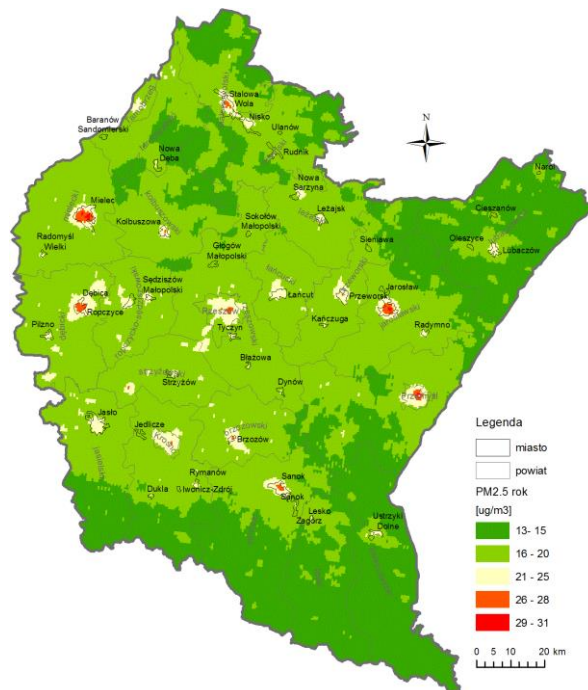 Stalowa
Wola
Nisko
Baranów
Sandomierski
Ulanów
Rudnik
Nowa
Dęba
Nowa
Sarzyna
Narol
Cieszanów
Mielec
Kolbuszowa
Sokołów
Małopolski
Leżajsk
Oleszyce
Lubaczów
Radomyśl
Wielki
Głogów
Małopolski
Sieniawa
Sędziszów
Małopolski
Dębica
Ropczyce
Łańcut
Przeworsk
Jarosław
Rzeszów
Pilzno
Tyczyn
Kańczuga
Radymno
Błażowa
strzyżowski
Strzyżów
Dynów
Przemyśl
Jasło
Jedlicze
Krosno
Brzozów
Rymanów
Sanok
Sanok
Dukla
Iwonicz-Zdrój
Lesko
Zagórz
Ustrzyki
Dolne
N
Legenda
miasto
powiat
PM2.5 rok
[ug/m3]
13- 15
16 - 20
21 - 25
26 - 28
29 - 31
0 5 10 20 km